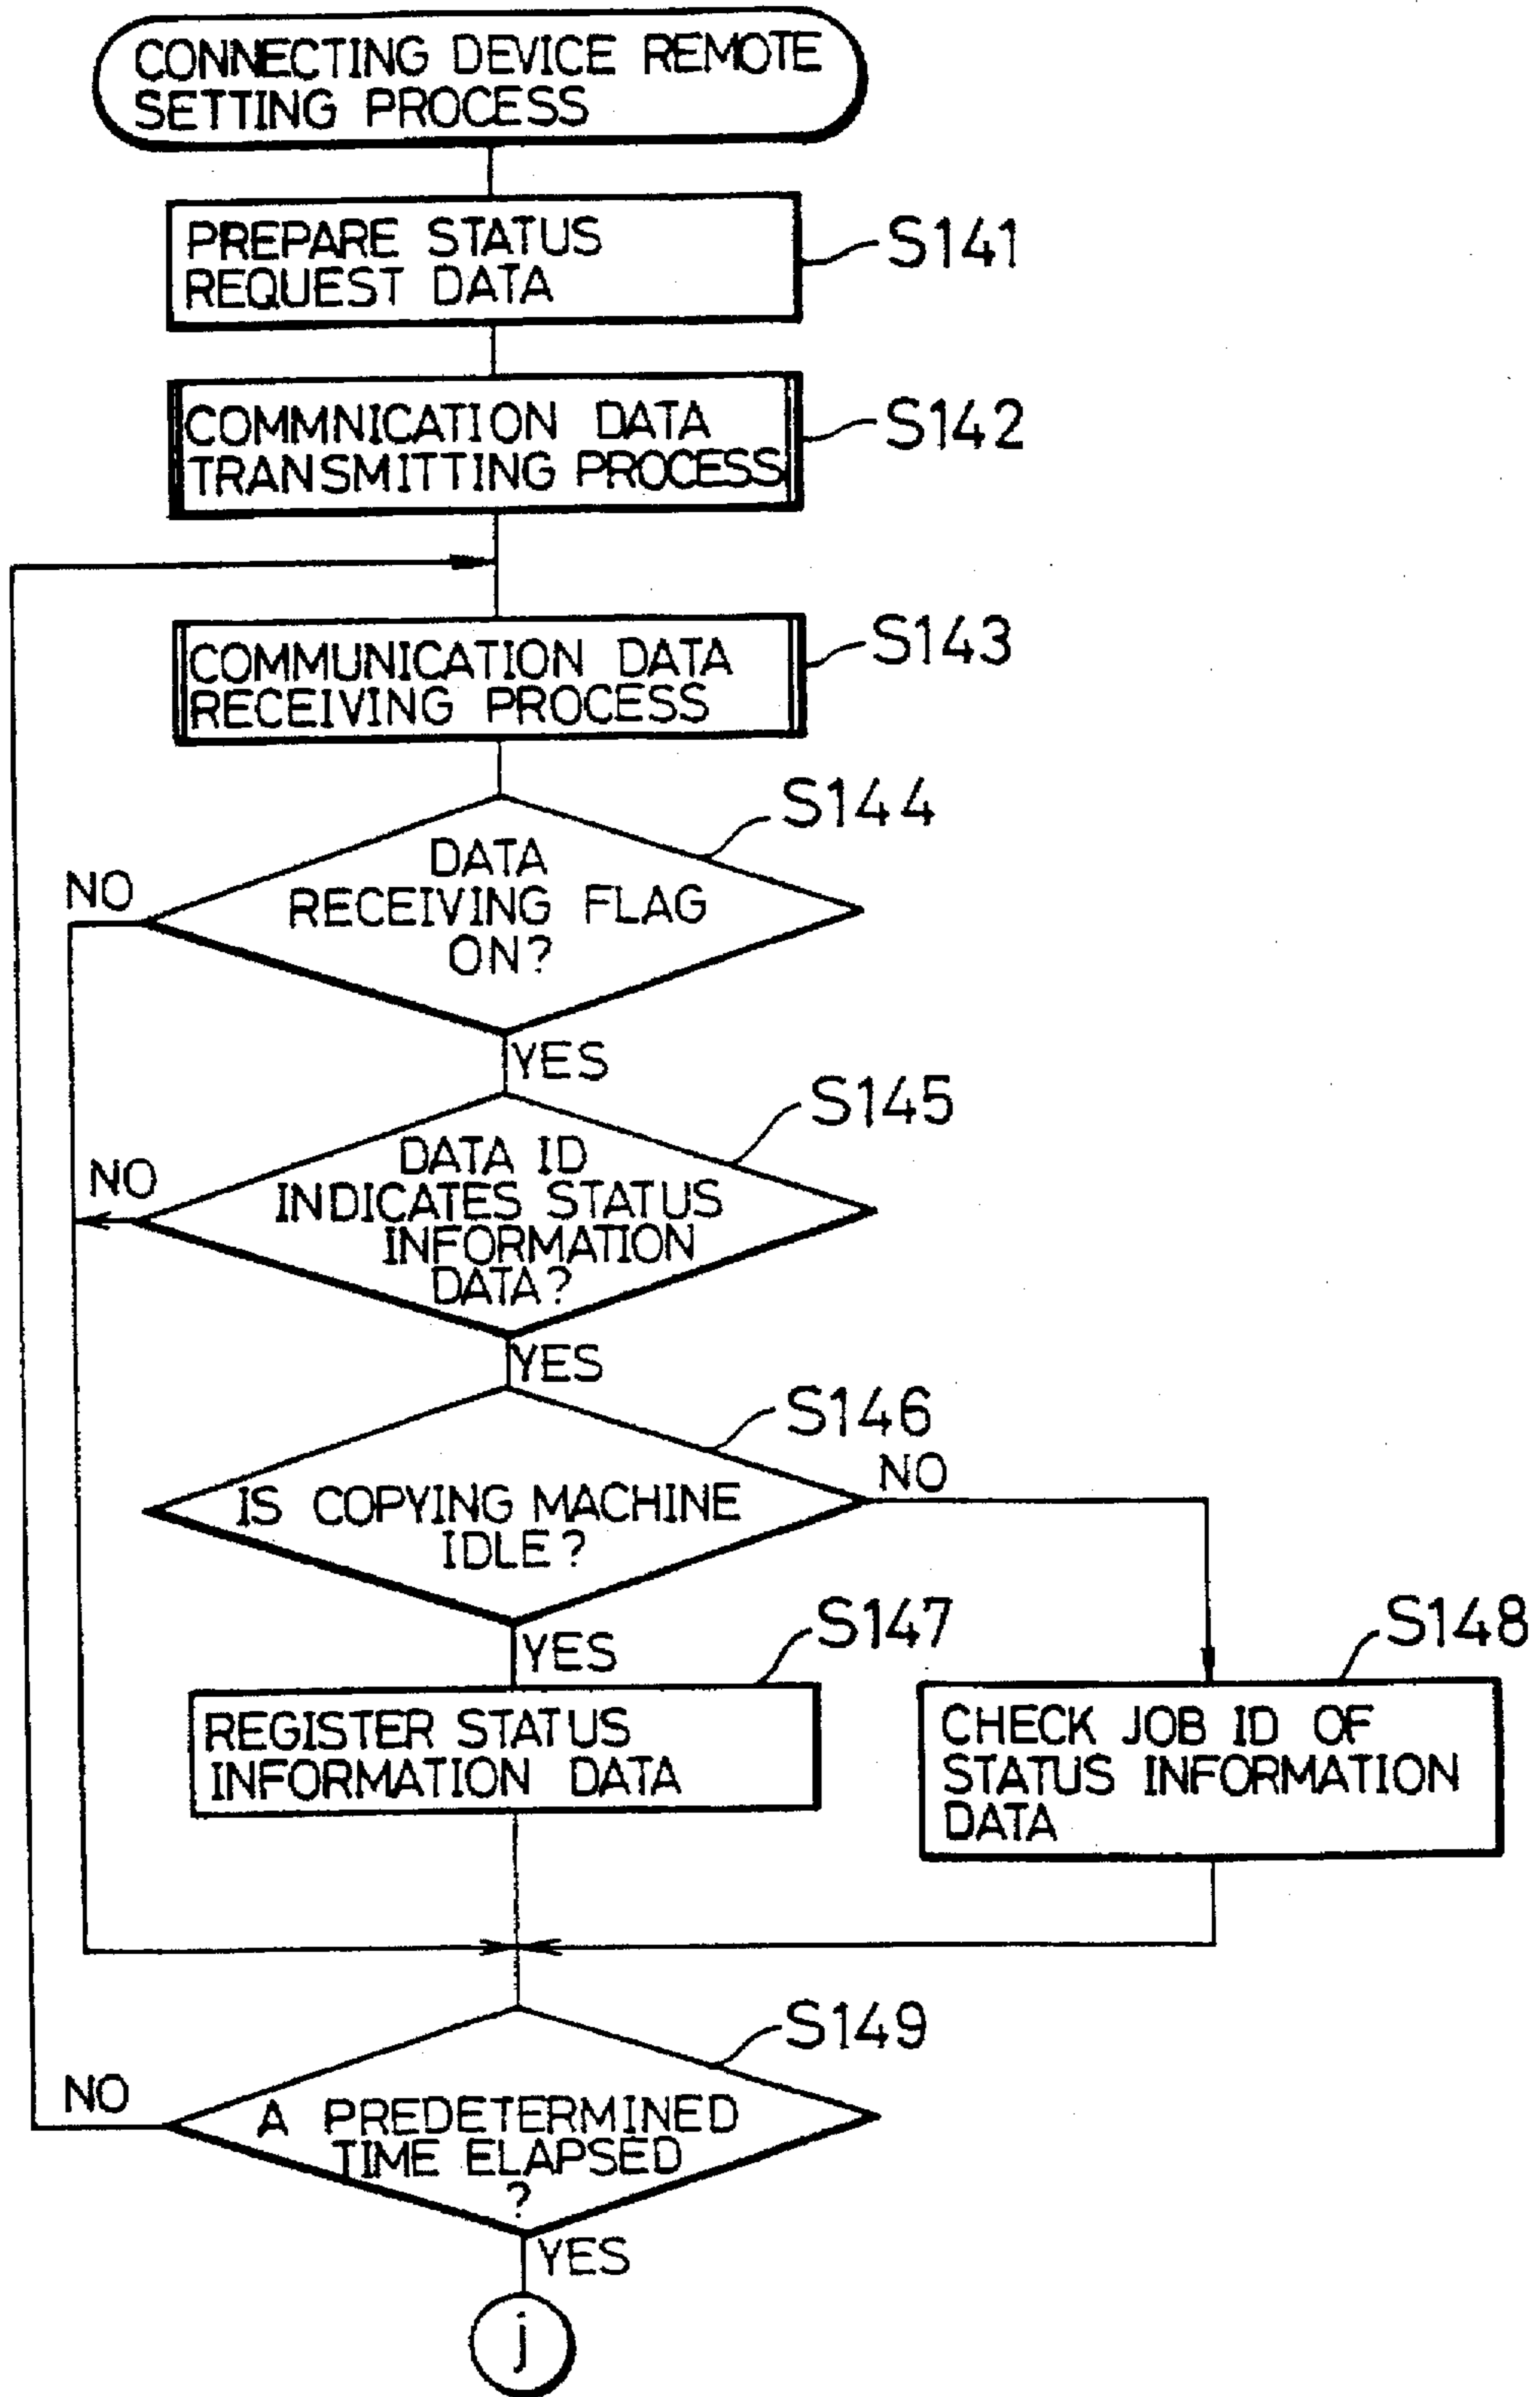 CONNECTING DEVICE REMOTE
SETTING PROCESS
PREPARE STATUS
REQUEST DATA
S141
COMMNICATION DATA
TRANSMITTING PROCESS
S142
COMMUNICATION DATA
RECEIVING PROCESS
S143
S144
DATA
RECEIVING FLAG
ON?
NO
YES
S145
DATA ID
INDICATES STATUS
INFORMATION
DATA?
NO
YES
S146
IS COPYING MACHINE
IDLE?
NO
YES
S147
REGISTER STATUS
INFORMATION DATA
S148
CHECK JOB ID OF
STATUS INFORMATION
DATA
S149
A PREDETERMINED
TIME ELAPSED
?
NO
YES
j